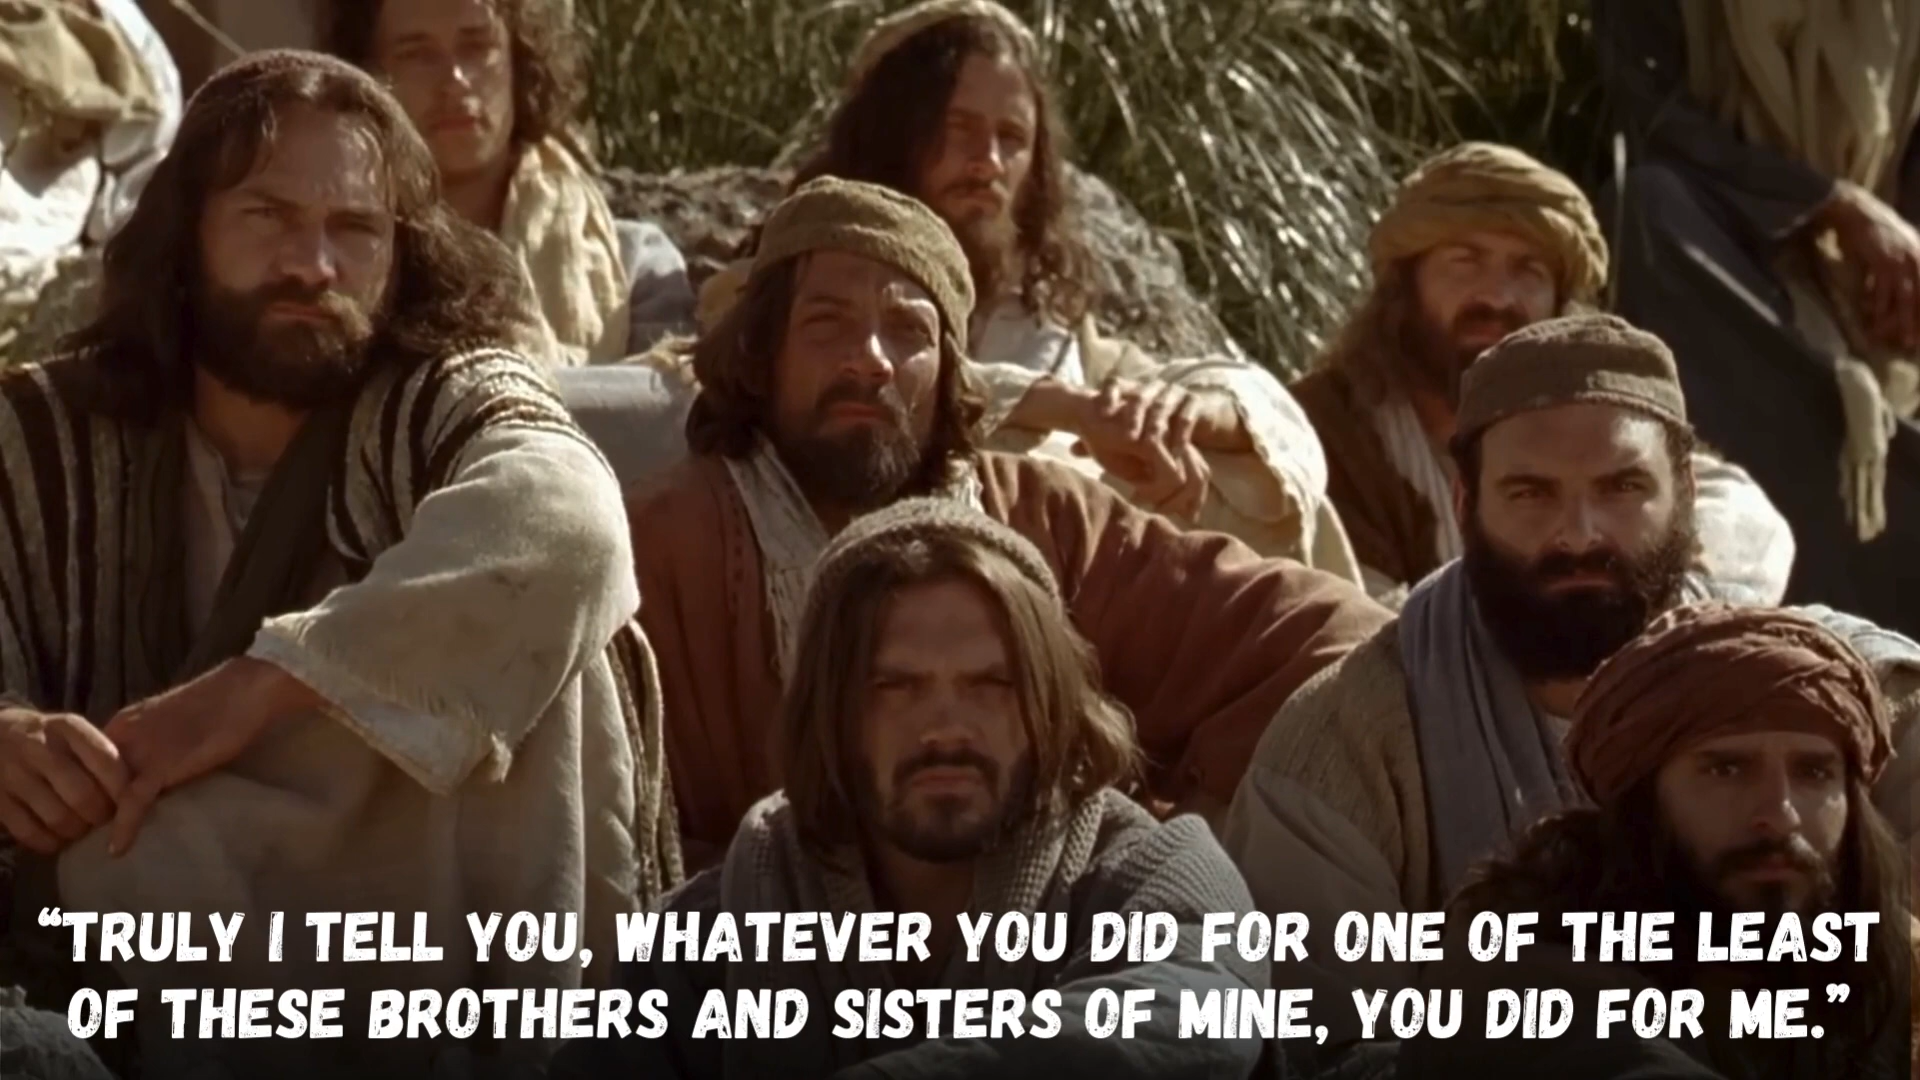 “TRULY I TELL YOU, WHATEVER YOU DID FOR ONE OF THE LEAST
OF THESE BROTHERS AND SISTERS OF MINE, YOU DID FOR ME.”